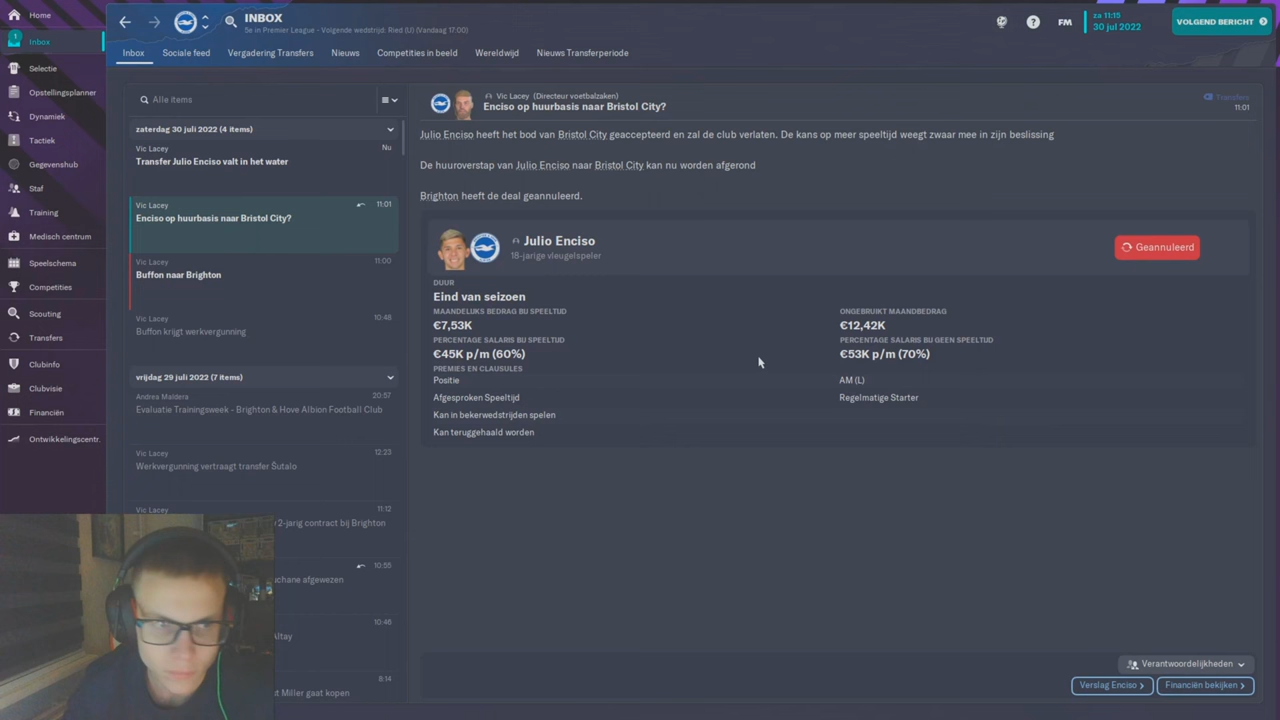 Home
1
Inbox
Selectie
Opstellingsplanner
Dynamiek
Tactiek
Gegevenshub
Staf
Training
Medisch centrum
Speelschema
Competities
Scouting
Transfers
Clubinfo
Clubvisie
Financiën
Ontwikkelingscentr.
INBOX
5e in Premier League - Volgende wedstrijd: Ried (U) (Vandaag 17:00)
FM
za 11:15
30 jul 2022
VOLGEND BERICHT
Inbox
Sociale feed
Vergadering Transfers
Nieuws
Competities in beeld
Wereldwijd
Nieuws Transferperiode
Alle items
zaterdag 30 juli 2022 (4 items)
Vic Lacey
Nu
Transfer Julio Enciso valt in het water
Vic Lacey
11:01
Enciso op huurbasis naar Bristol City?
Vic Lacey
11:00
Buffon naar Brighton
Vic Lacey
10:48
Buffon krijgt werkvergunning
vrijdag 29 juli 2022 (7 items)
Andrea Maldera
20:57
Evaluatie Trainingsweek - Brighton & Hove Albion Football Club
Vic Lacey
12:23
Werkvergunning vertraagt transfer Šutalo
Vic Lacey
11:12
2-jarig contract bij Brighton
10:55
uchane afgewezen
10:46
Altay
8:14
at Miller gaat kopen
Vic Lacey (Directeur voetbalzaken)
Enciso op huurbasis naar Bristol City?
Transfers
11:01
Julio Enciso heeft het bod van Bristol City geaccepteerd en zal de club verlaten. De kans op meer speeltijd weegt zwaar mee in zijn beslissing
De huuroverstap van Julio Enciso naar Bristol City kan nu worden afgerond
Brighton heeft de deal geannuleerd.
Julio Enciso
18-jarige vleugelspeler
Geannuleerd
DUUR
Eind van seizoen
MAANDELIJKS BEDRAG BIJ SPEELTIJD
ONGEBRUIKT MAANDBEDRAG
€7,53K
€12,42K
PERCENTAGE SALARIS BIJ SPEELTIJD
PERCENTAGE SALARIS BIJ GEEN SPEELTIJD
€45K p/m (60%)
€53K p/m (70%)
PREMIES EN CLAUSULES
Positie
AM (L)
Afgesproken Speeltijd
Regelmatige Starter
Kan in bekerwedstrijden spelen
Kan teruggehaald worden
Verantwoordelijkheden
Verslag Enciso
Financiën bekijken